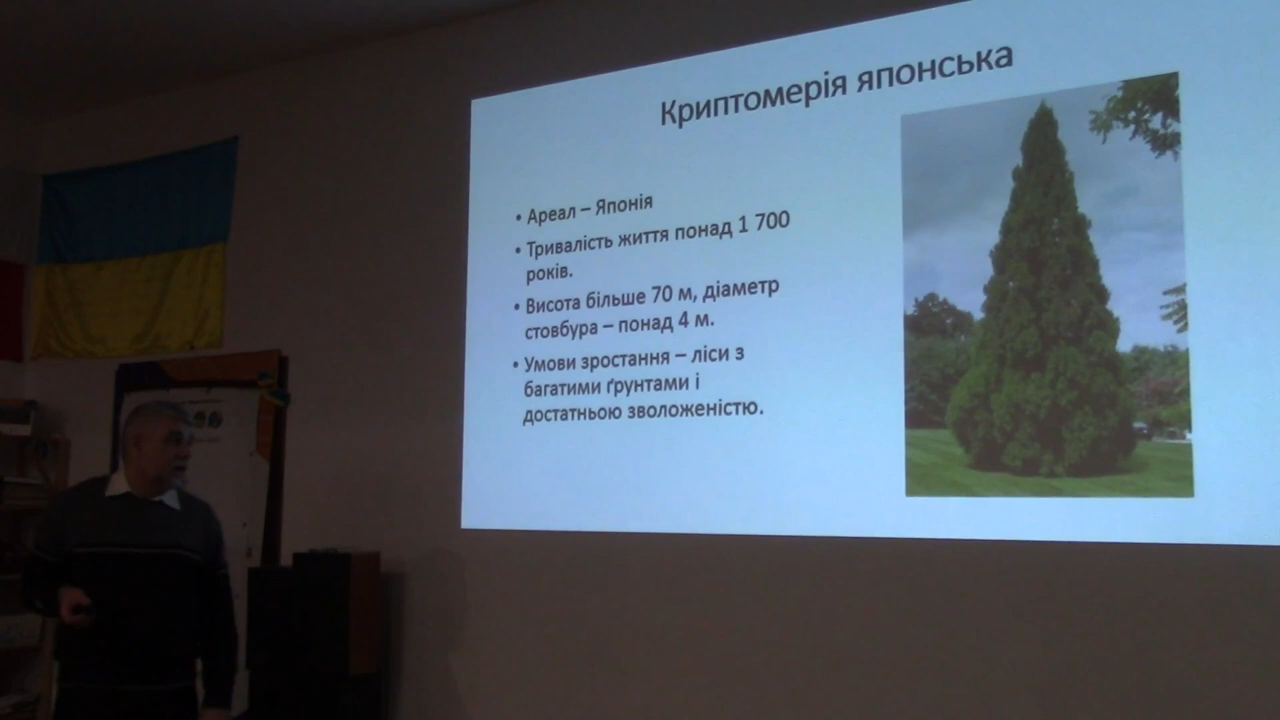 Криптомерія японська
• Ареал – Японія
• Тривалість життя понад 1 700
років.
• Висота більше 70 м, діаметр
стовбура – понад 4 м.
• Умови зростання – ліси з
багатими ґрунтами і
достатньою зволоженістю.